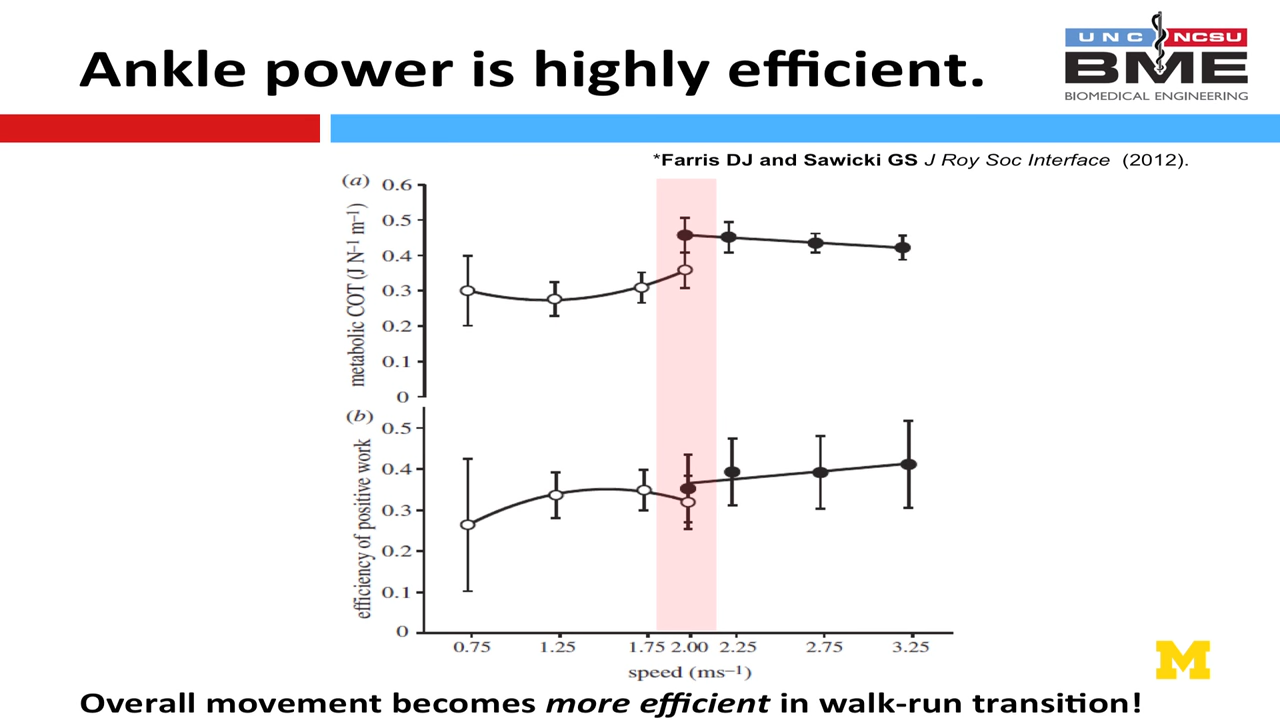 Ankle power is highly efficient.
UNC NCSU
BME
BIOMEDICAL ENGINEERING
*Farris DJ and Sawicki GS J Roy Soc Interface (2012).
(a)
metabolic COT (J N–1 m–1)
0.6
0.5
0.4
0.3
0.2
0.1
0
(b)
efficiency of positive work
0.5
0.4
0.3
0.2
0.1
0
0.75 1.25 1.75 2.00 2.25 2.75 3.25
speed (ms–1)
M
Overall movement becomes more efficient in walk-run transition!